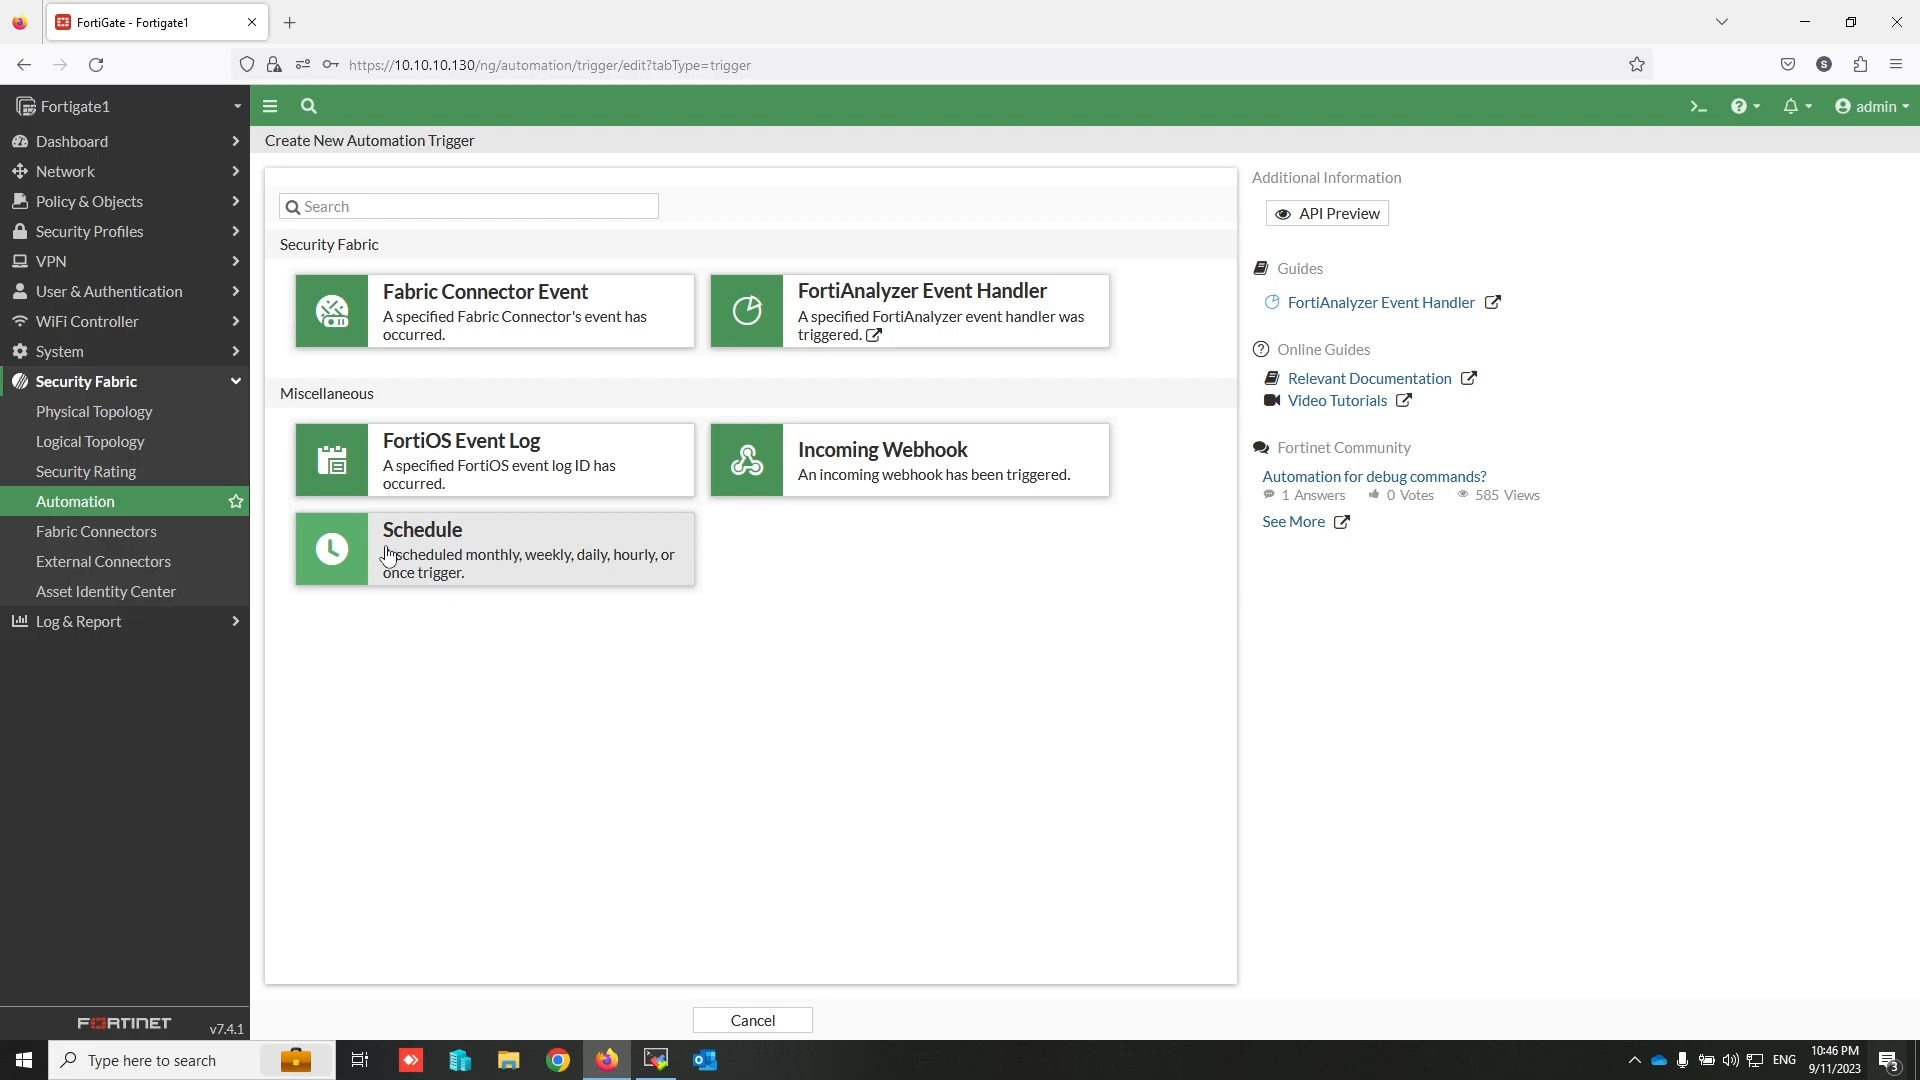 FortiGate - Fortigate1
https://10.10.10.130/ng/automation/trigger/edit?tabType=trigger
S
Fortigate1
admin
Create New Automation Trigger
Dashboard
Network
Policy & Objects
Security Profiles
VPN
User & Authentication
WiFi Controller
System
Security Fabric
Physical Topology
Logical Topology
Security Rating
Automation
Fabric Connectors
External Connectors
Asset Identity Center
Log & Report
FORTINET
v7.4.1
Search
Security Fabric
Fabric Connector Event
A specified Fabric Connector's event has
occurred.
FortiAnalyzer Event Handler
A specified FortiAnalyzer event handler was
triggered.
Miscellaneous
FortiOS Event Log
A specified FortiOS event log ID has
occurred.
Incoming Webhook
An incoming webhook has been triggered.
Schedule
scheduled monthly, weekly, daily, hourly, or
once trigger.
Cancel
Additional Information
API Preview
Guides
FortiAnalyzer Event Handler
Online Guides
Relevant Documentation
Video Tutorials
Fortinet Community
Automation for debug commands?
1 Answers 0 Votes 585 Views
See More
Type here to search
ENG
10:46 PM
9/11/2023
3